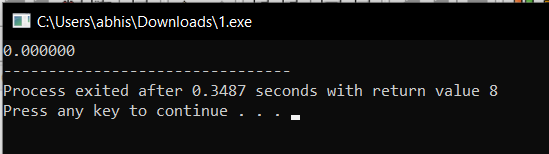 C:\Users\abhis\Downloads\1.exe
0.000000
--------------------------------
Process exited after 0.3487 seconds with return value 8
Press any key to continue . . .